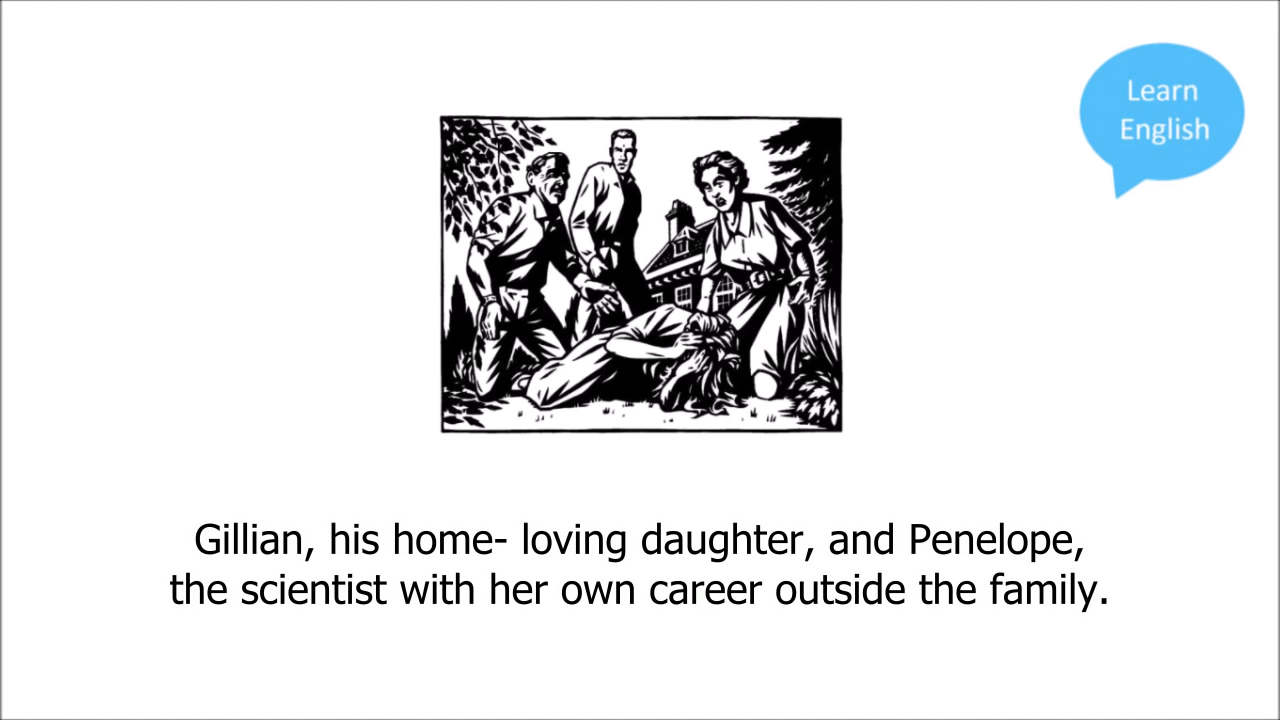 Learn
English
Gillian, his home- loving daughter, and Penelope,
the scientist with her own career outside the family.